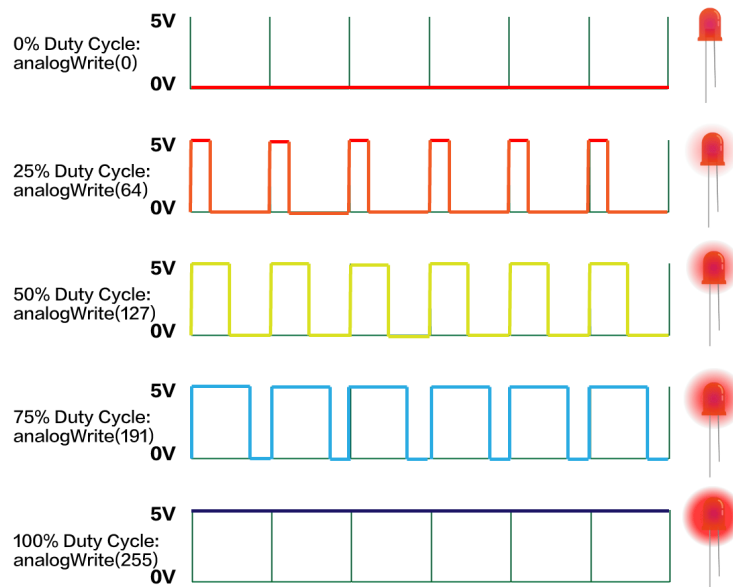 5V
0% Duty Cycle:
analogWrite(0)
0V
5V
25% Duty Cycle:
analogWrite(64)
0V
5V
50% Duty Cycle:
analogWrite(127)
0V
5V
75% Duty Cycle:
analogWrite(191)
0V
5V
100% Duty Cycle:
analogWrite(255)
0V